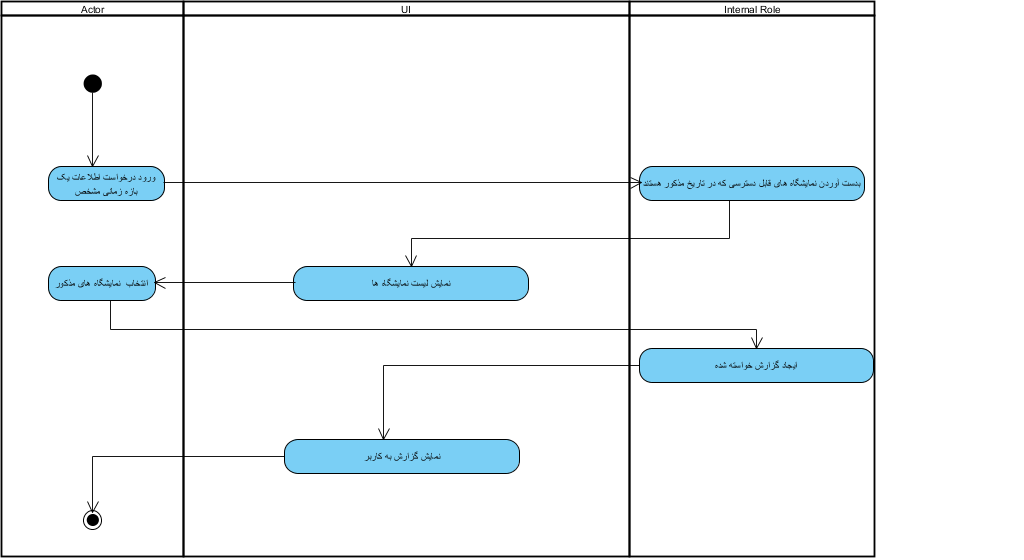 Actor
UI
Internal Role
ورود درخواست اطلاعات یک
بازه زمانی مشخص
بدست آوردن نمایشگاه های قابل دسترسی که در تاریخ مذکور هستند
نمایش لیست نمایشگاه ها
انتخاب نمایشگاه های مذکور
ایجاد گزارش خواسته شده
نمایش گزارش به کاربر